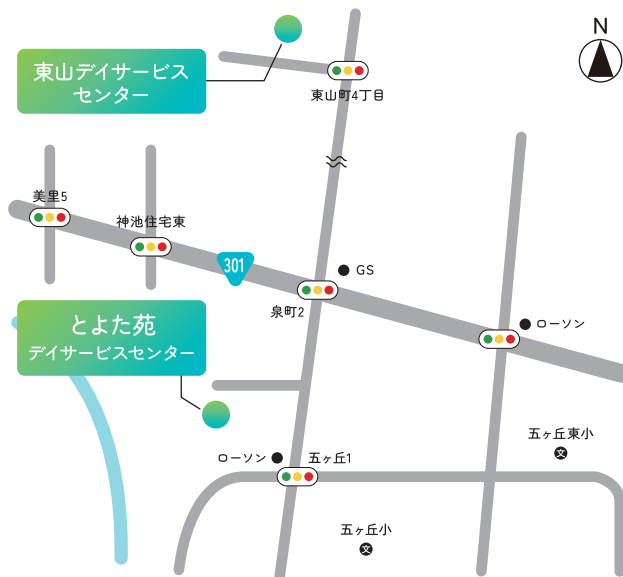 N
東山デイサービス
センター
東山町4丁目
美里5
神池住宅東
301
GS
泉町2
とよた苑
デイサービスセンター
ローソン
五ヶ丘東小
文
ローソン
五ヶ丘1
五ヶ丘小
文